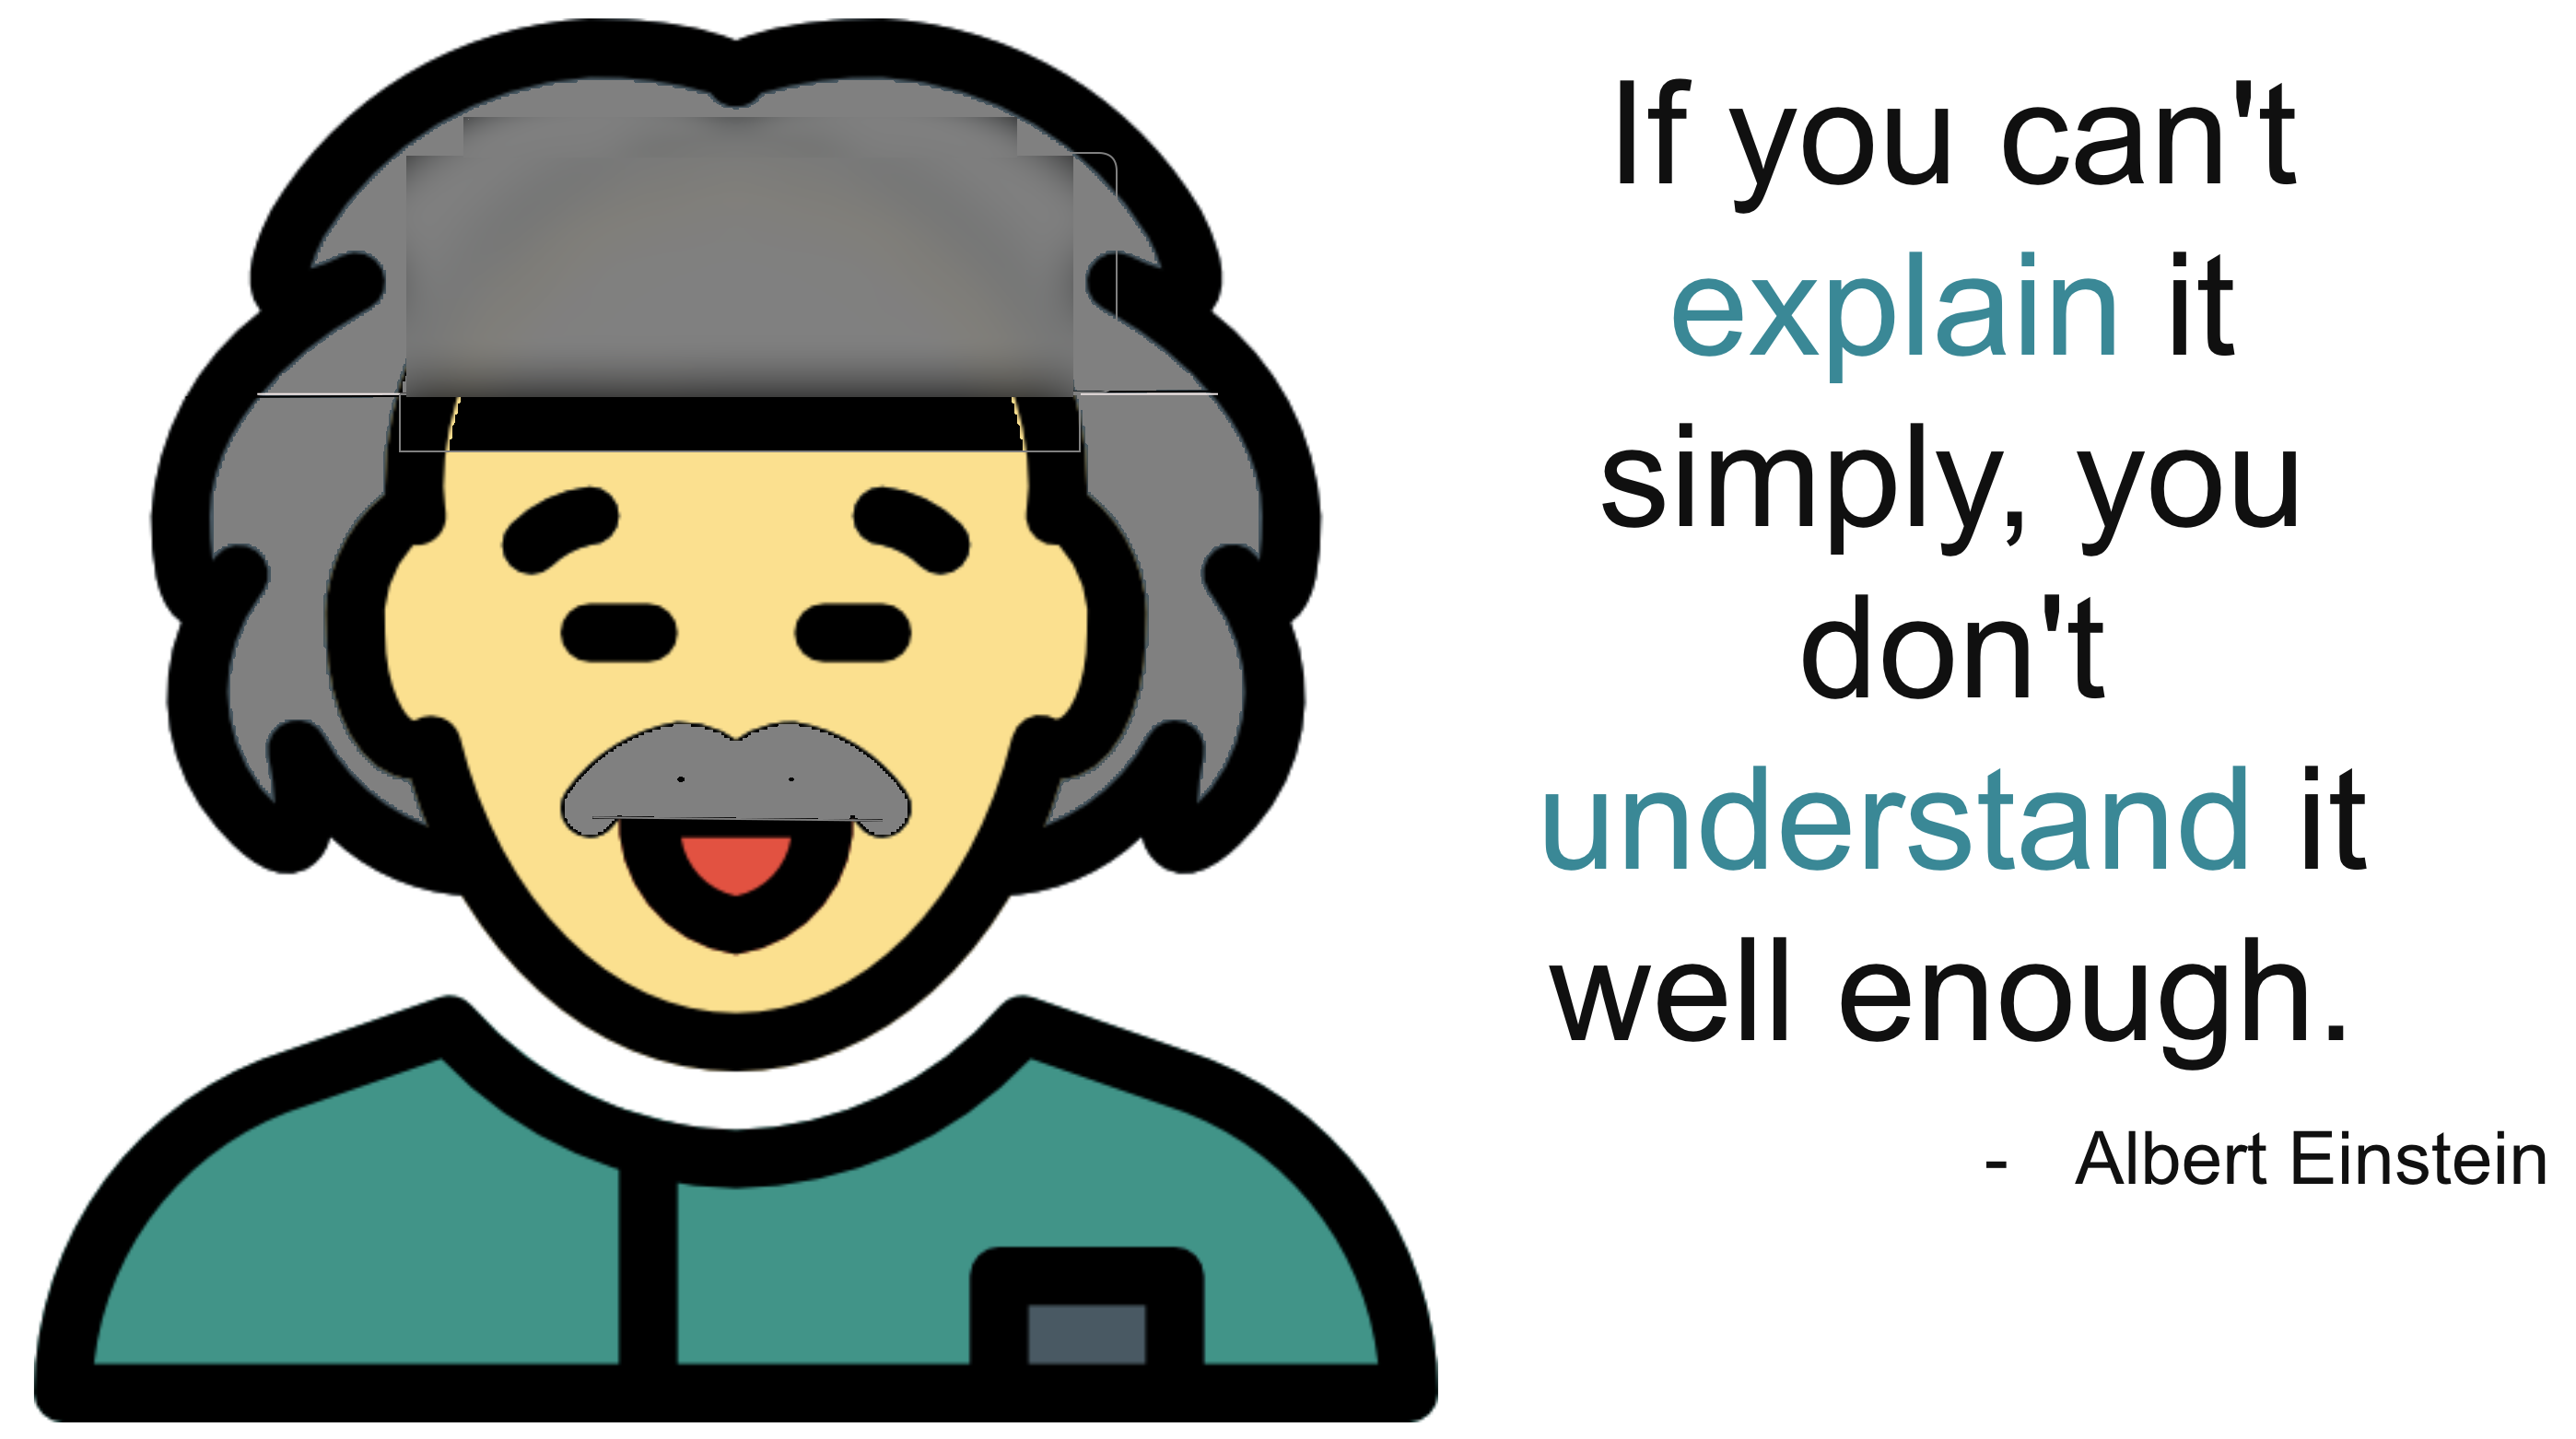 If you can't
explain it
simply, you
don't
understand it
well enough.
- Albert Einstein